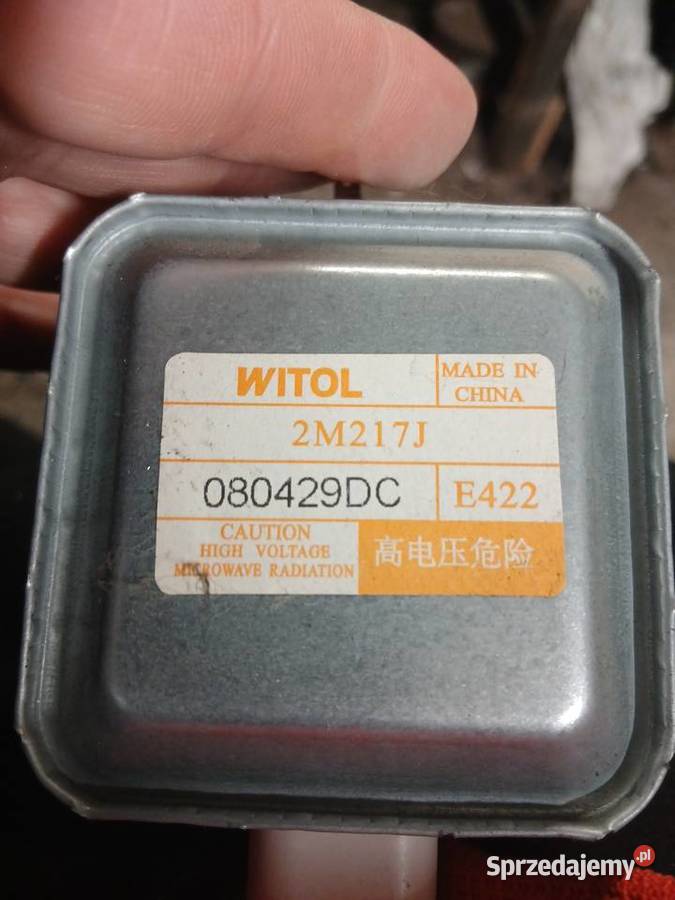 WITOL
MADE IN
CHINA
2M217J
080429DC
E422
CAUTION
HIGH VOLTAGE
MICROWAVE RADIATION
高电压危险
Sprzedajemy.pl